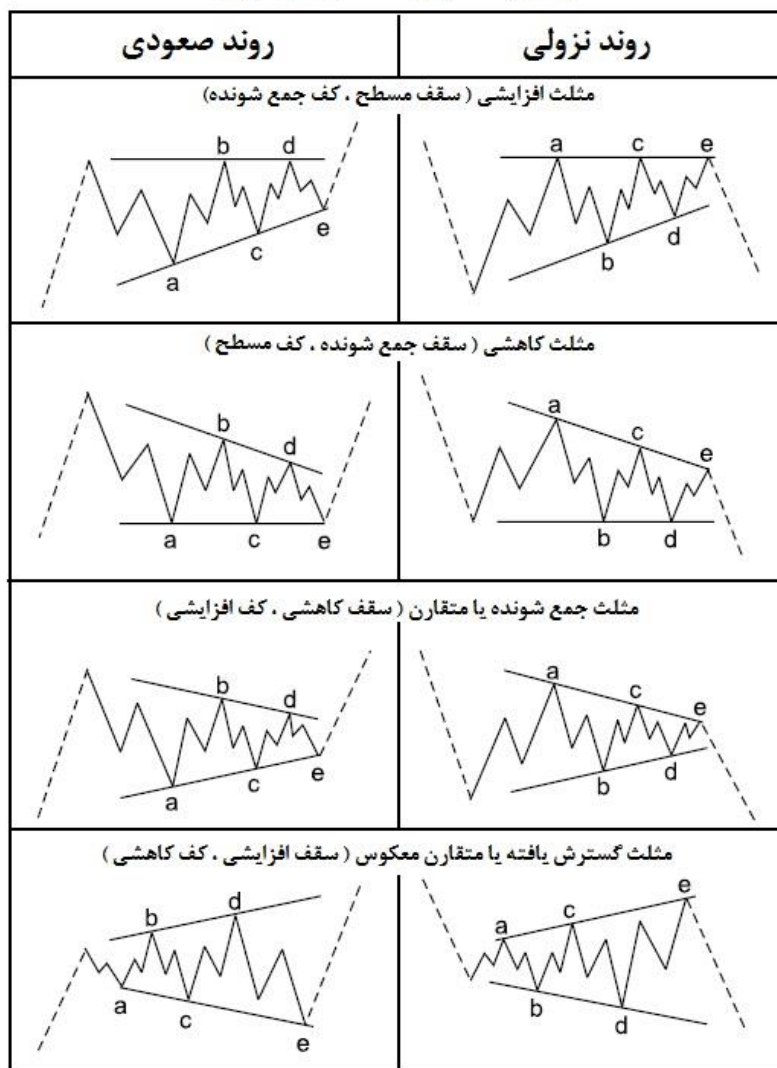 روند نزولی
روند صعودی
مثلث افزایشی ( سقف مسطح ، کف جمع شونده)
a c e
b d
b d
a c e
مثلث کاهشی ( سقف جمع شونده ، کف مسطح )
a c e
b d
b d
a c e
مثلث جمع شونده یا متقارن ( سقف کاهشی ، کف افزایشی )
a c e
b d
b d
a c e
مثلث گسترش یافته یا متقارن معکوس ( سقف افزایشی ، کف کاهشی )
a c e
b d
b d
a c e